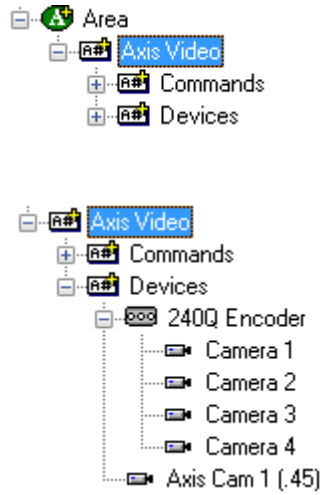 Area
Axis Video
Commands
Devices
Axis Video
Commands
Devices
240Q Encoder
Camera 1
Camera 2
Camera 3
Camera 4
Axis Cam 1 (.45)